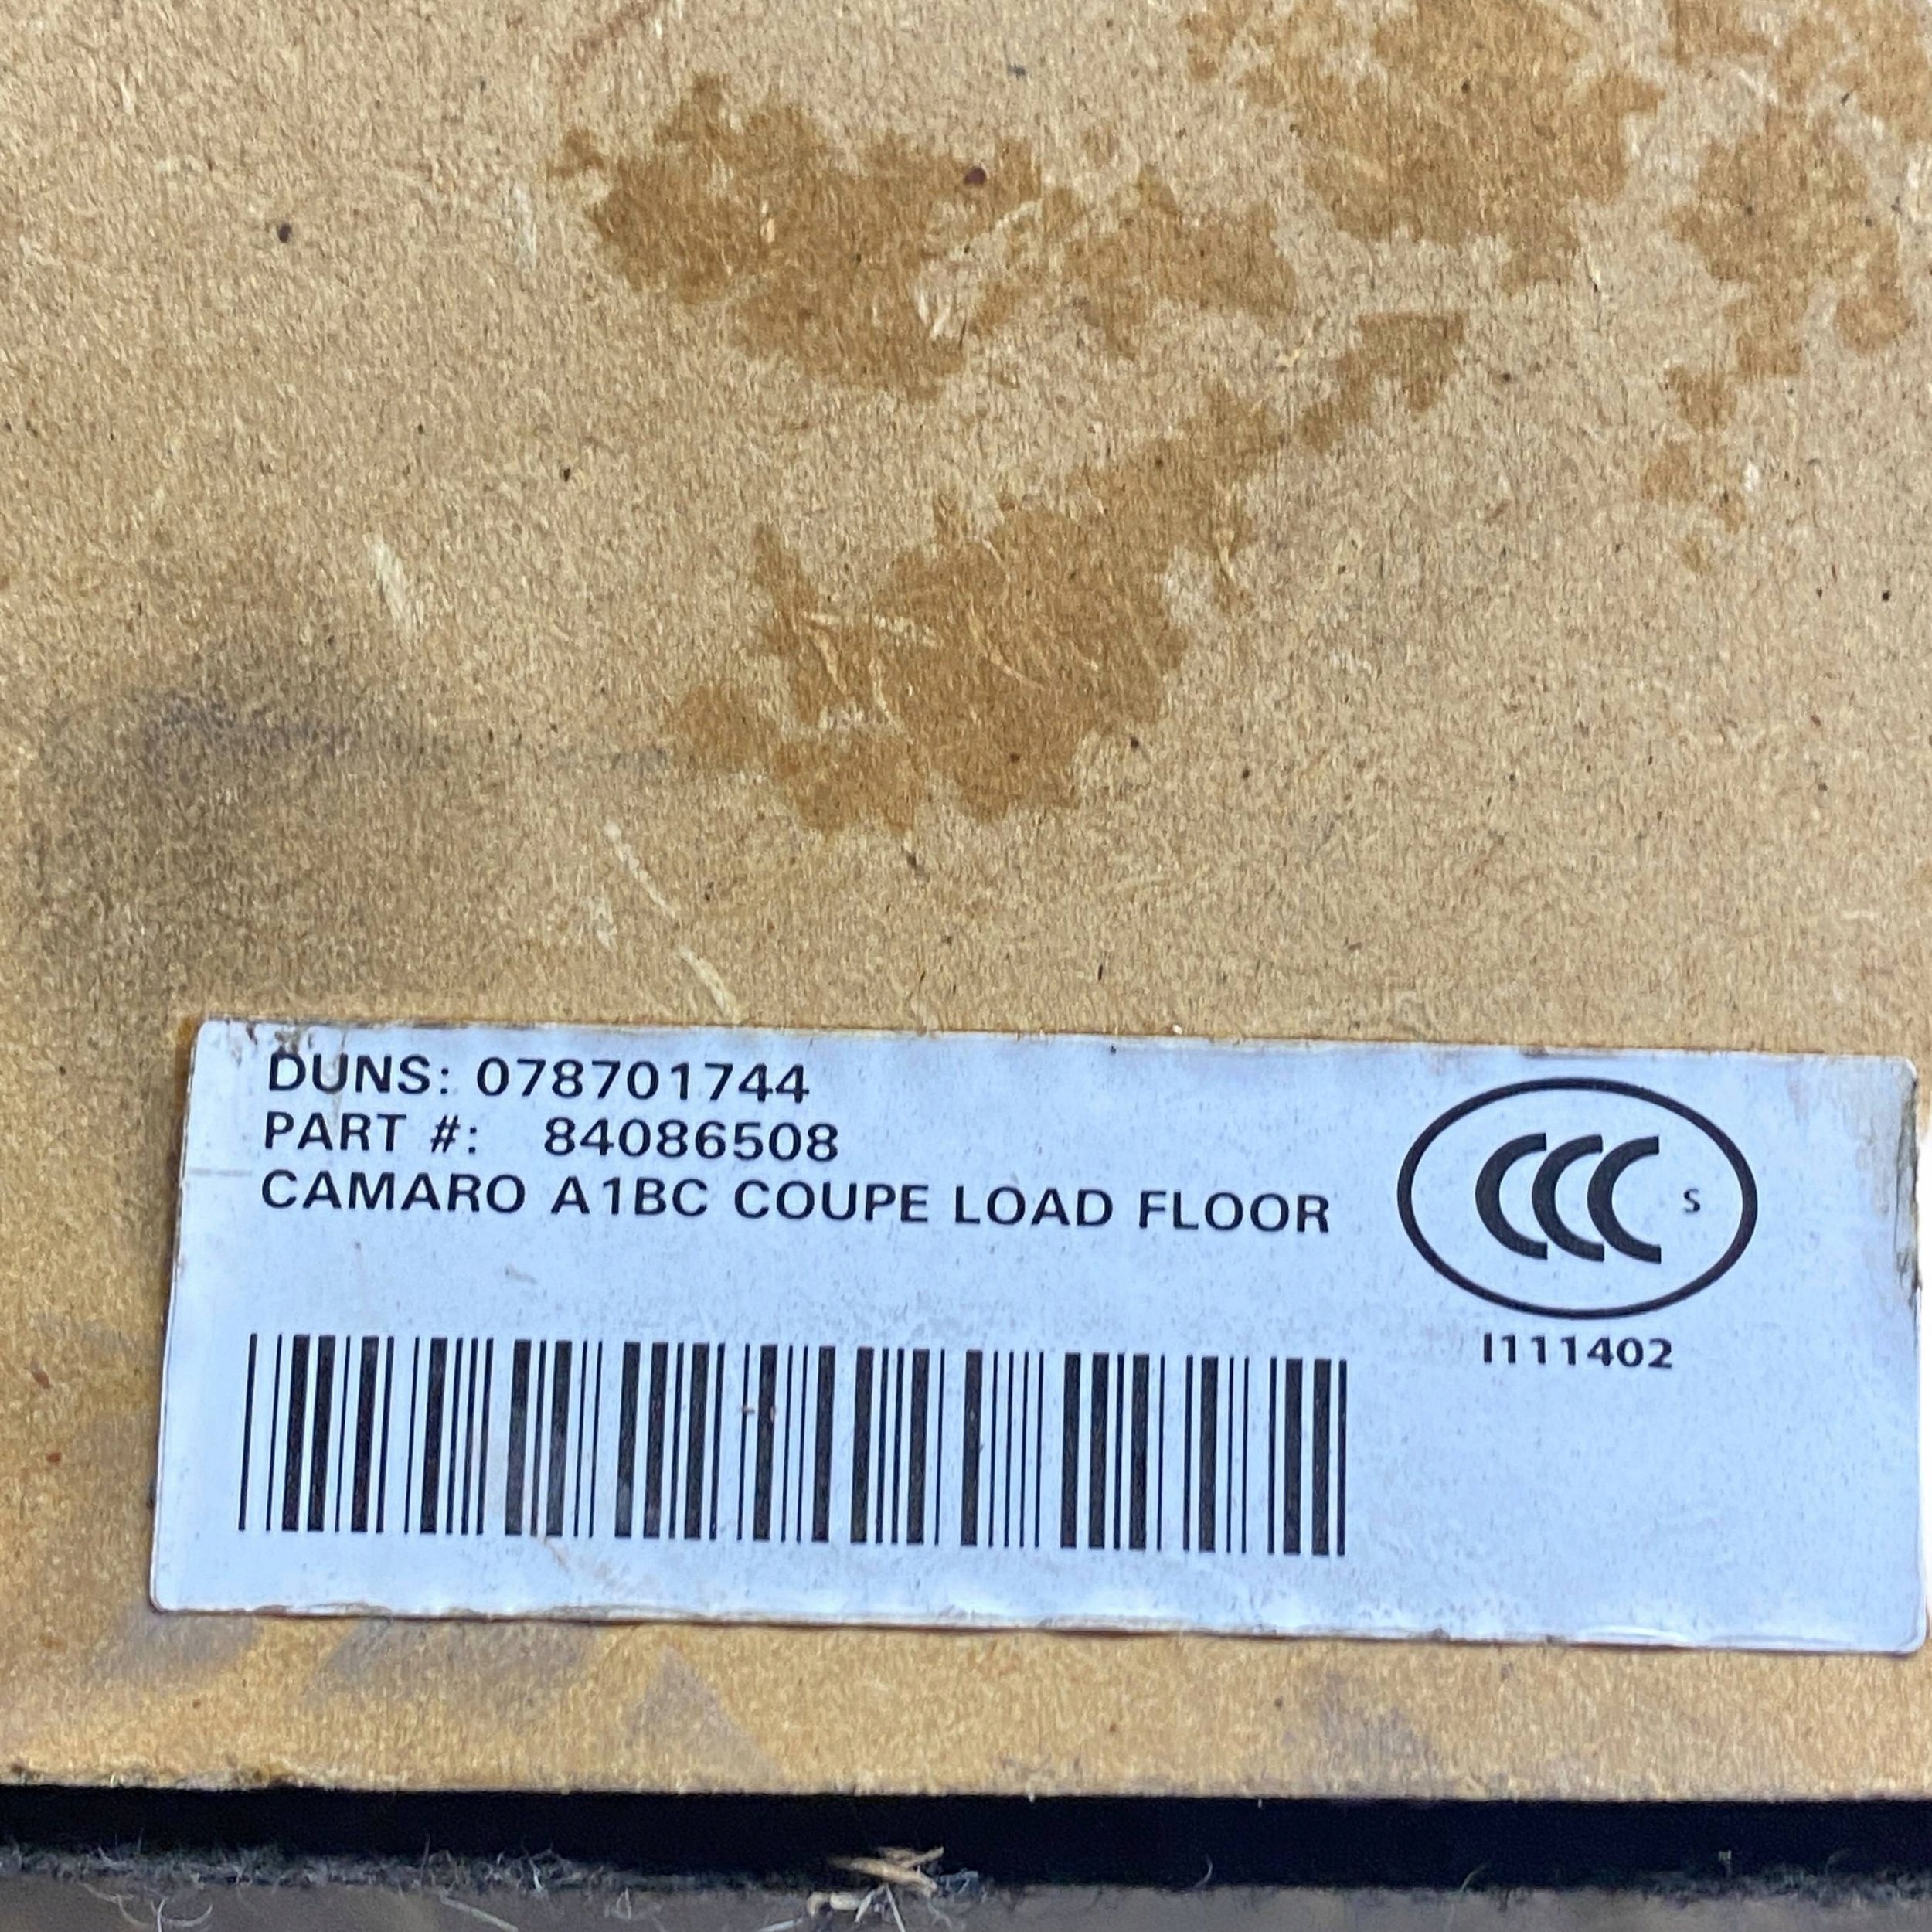 DUNS: 078701744
PART #: 84086508
CAMARO A1BC COUPE LOAD FLOOR
CCC S
I111402